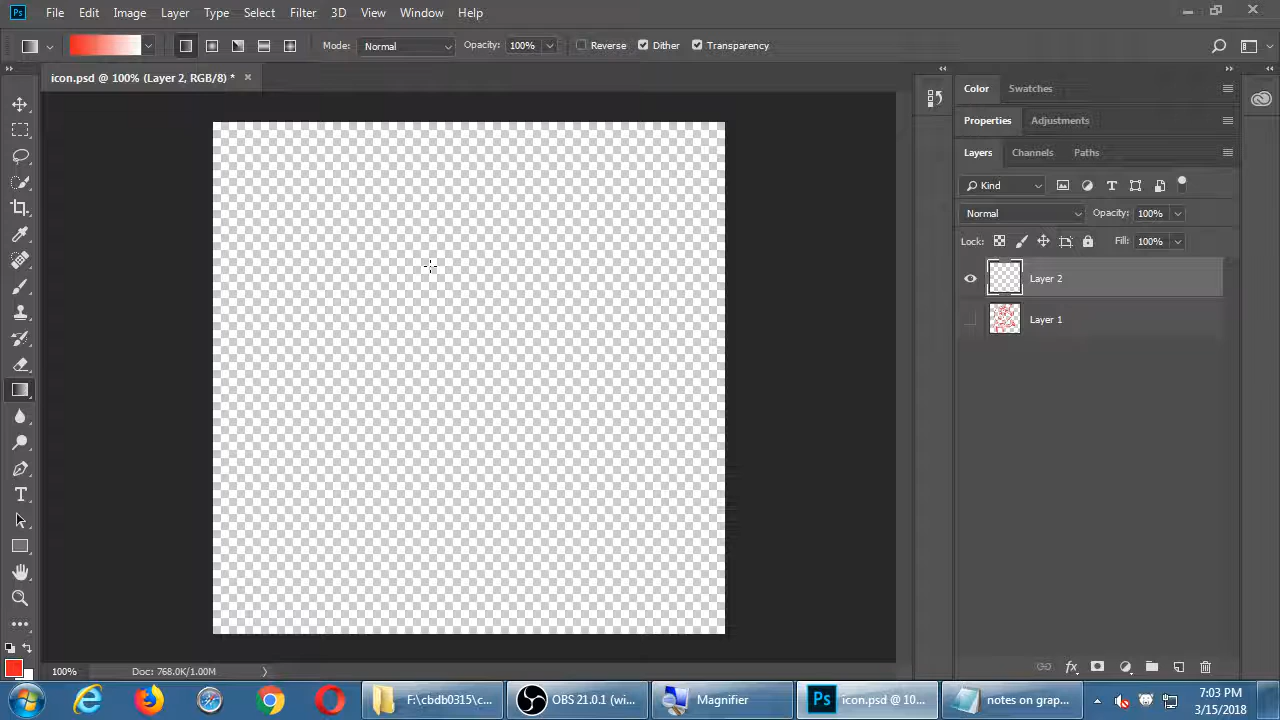 Ps File Edit Image Layer Type Select Filter 3D View Window Help
Mode: Normal Opacity: 100% Reverse Dither Transparency
icon.psd @ 100% (Layer 2, RGB/8) *
Color Swatches
Properties Adjustments
Layers Channels Paths
Kind
Normal Opacity: 100%
Lock: Fill: 100%
Layer 2
Layer 1
100% Doc: 768.0K/1.00M
F:\cbdb0315\c... OBS 21.0.1 (wi... Magnifier Ps icon.psd @ 10... notes on grap...
7:03 PM
3/15/2018